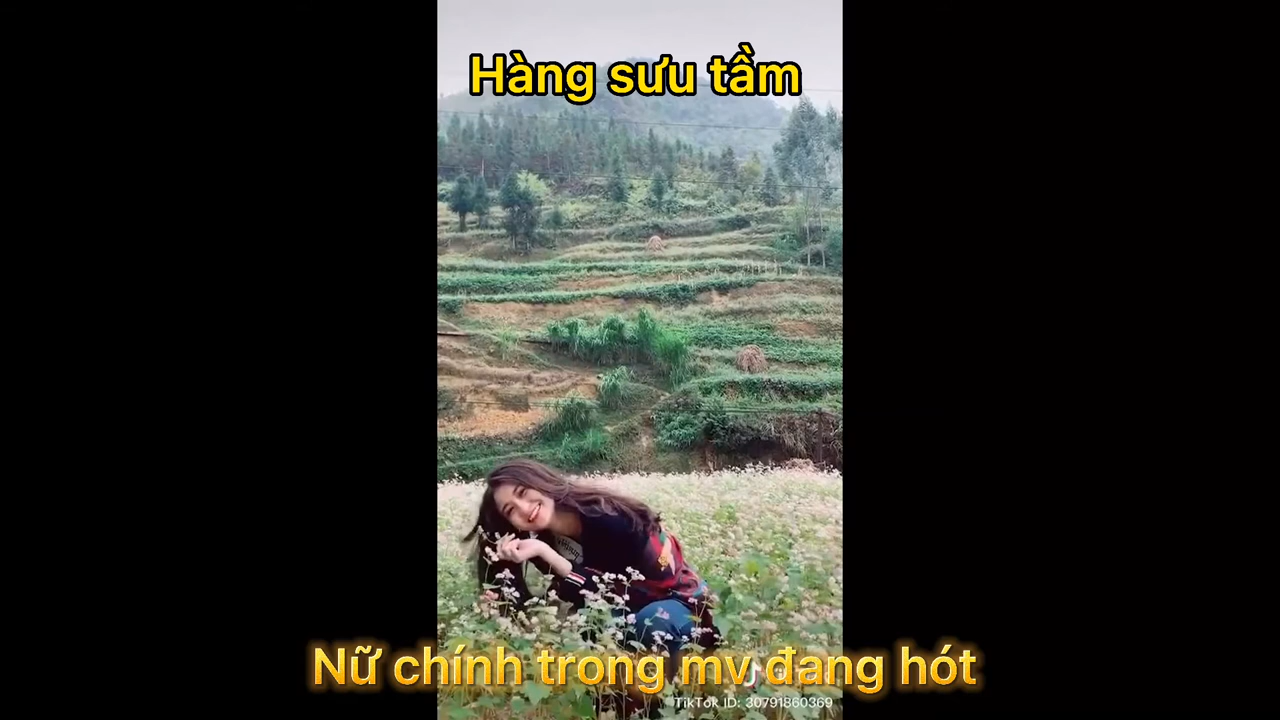 Hàng sưu tầm
Nữ chính trong mv đang hót
TikTok ID: 30791860369